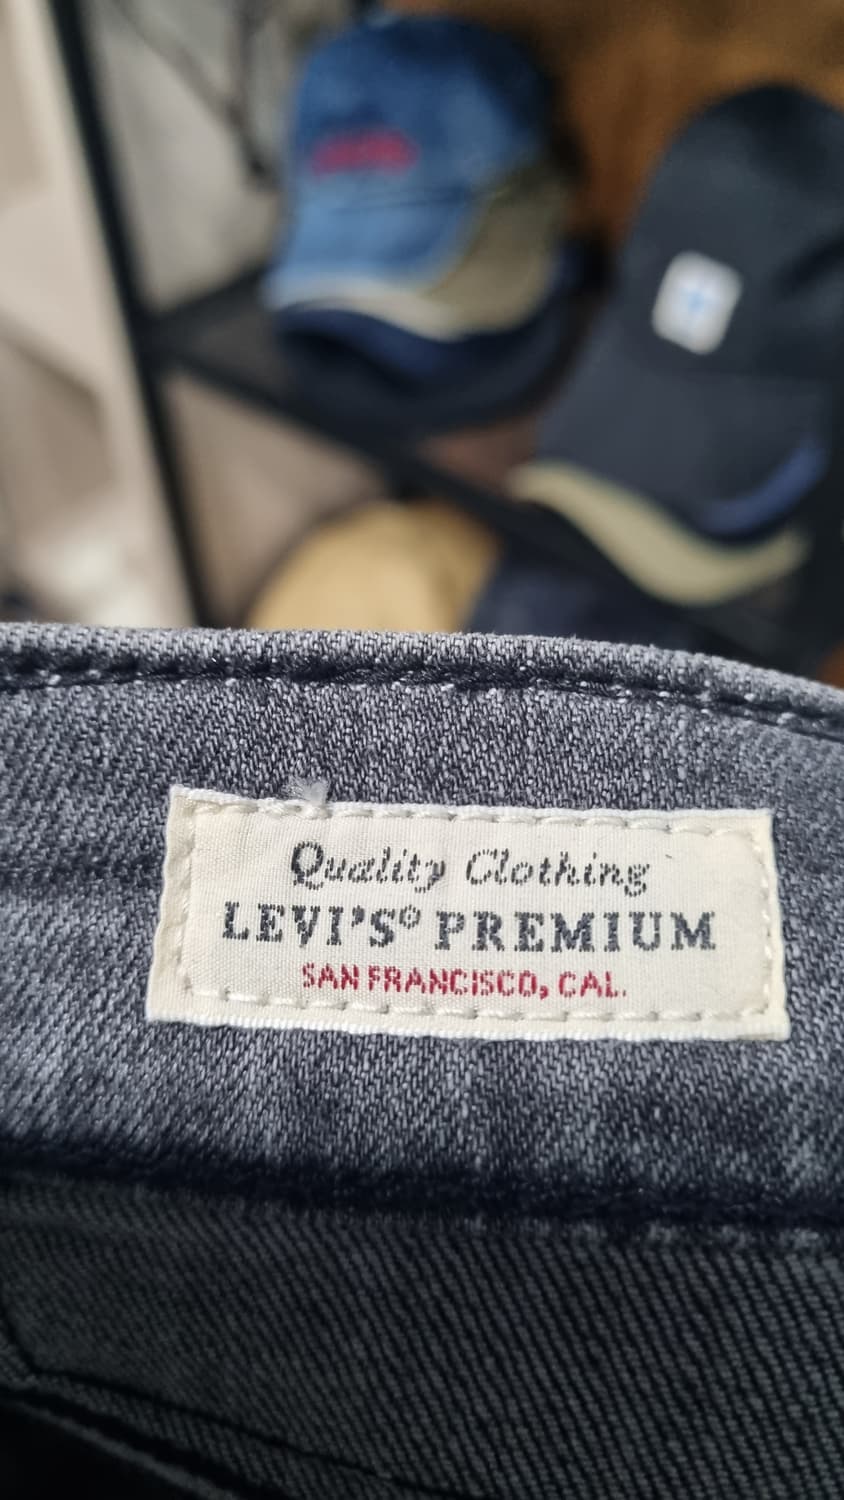 Quality Clothing
LEVI'S® PREMIUM
SAN FRANCISCO, CAL.